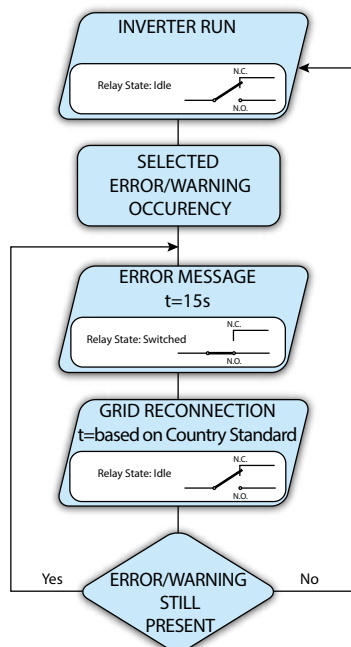 INVERTER RUN
N.C.
Relay State: Idle
N.O.
SELECTED
ERROR/WARNING
OCCURENCY
ERROR MESSAGE
t=15s
N.C.
Relay State: Switched
N.O.
GRID RECONNECTION
t=based on Country Standard
N.C.
Relay State: Idle
N.O.
Yes
ERROR/WARNING
No
STILL
PRESENT